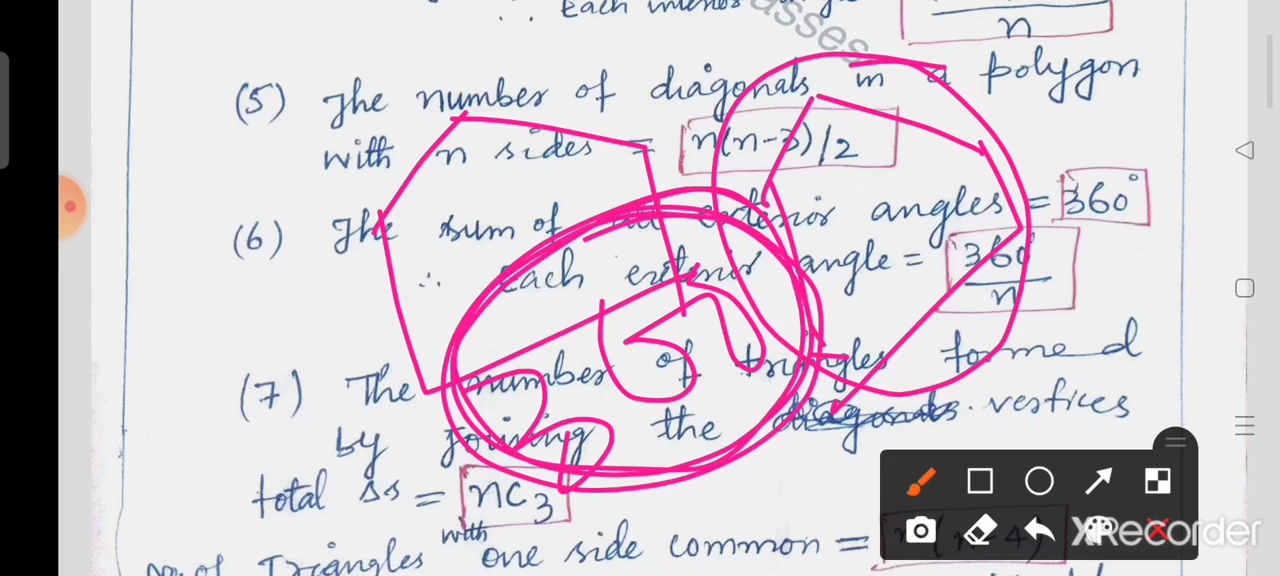 ∴ Each
n
asses
(5) The number of diagonals in a polygon
with n sides = n(n-3)/2
(6) The sum of all exterior angles = 360°
∴ Each exterior angle = 360°/n
(7) The number of triangles formed
by joining the vertices
total Δs = nC3
with
No. of Triangles one side common = n(n-4)
XRecorder